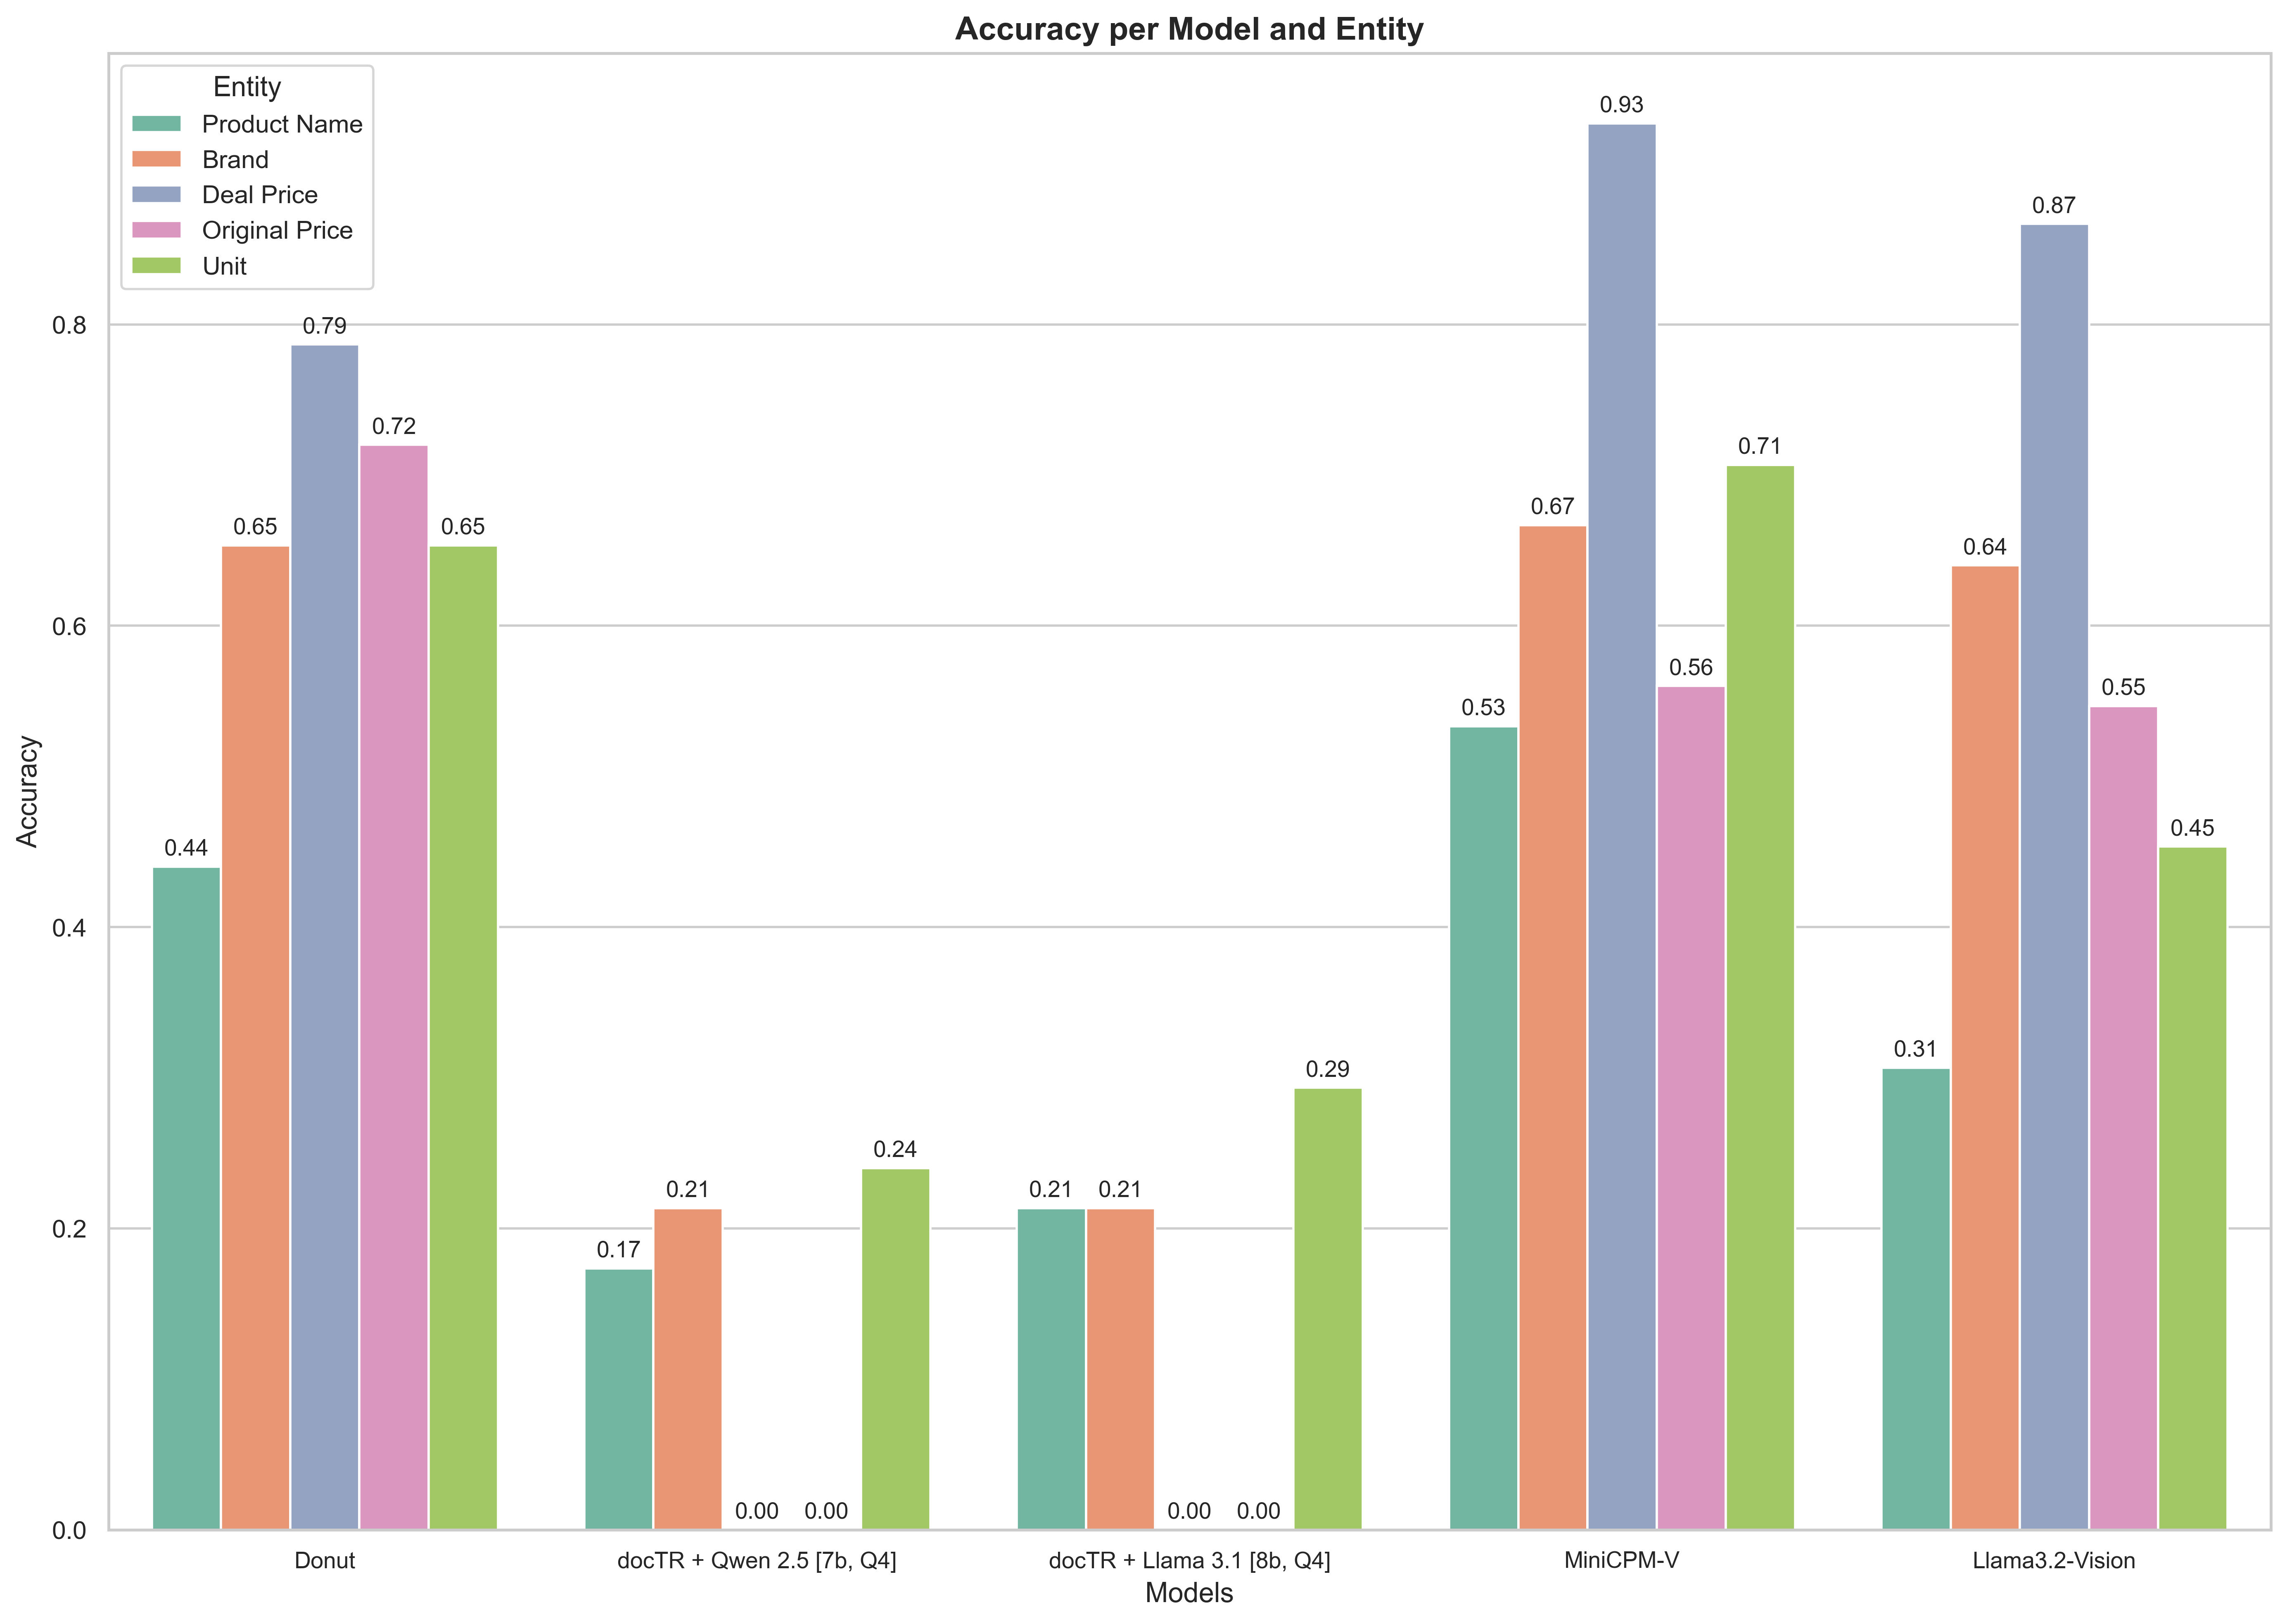 Accuracy per Model and Entity
Entity
Product Name
Brand
Deal Price
Original Price
Unit
Accuracy
0.8
0.6
0.4
0.2
0.0
0.44
0.65
0.79
0.72
0.65
0.17
0.21
0.00
0.00
0.24
0.21
0.21
0.00
0.00
0.29
0.53
0.67
0.93
0.56
0.71
0.31
0.64
0.87
0.55
0.45
Donut
docTR + Qwen 2.5 [7b, Q4]
docTR + Llama 3.1 [8b, Q4]
MiniCPM-V
Llama3.2-Vision
Models